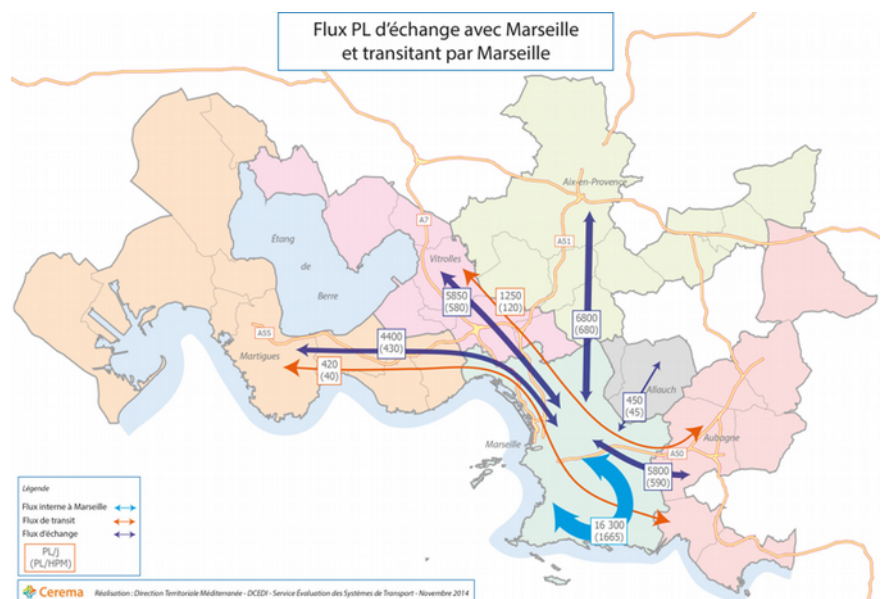 Flux PL d'échange avec Marseille
et transitant par Marseille
Aix-en-Provence
A7
A51
Étang
de
Berre
Vitrolles
5850
(580)
1250
(120)
6800
(680)
A55
4400
(430)
Martigues
420
(40)
Allauch
450
(45)
Marseille
Aubagne
A50
5800
(590)
16 300
(1665)
Légende
Flux interne à Marseille
Flux de transit
Flux d'échange
PL/j
(PL/HPM)
Cerema
Réalisation : Direction Territoriale Méditerranée - DCEDI - Service Évaluation des Systèmes de Transport - Novembre 2014